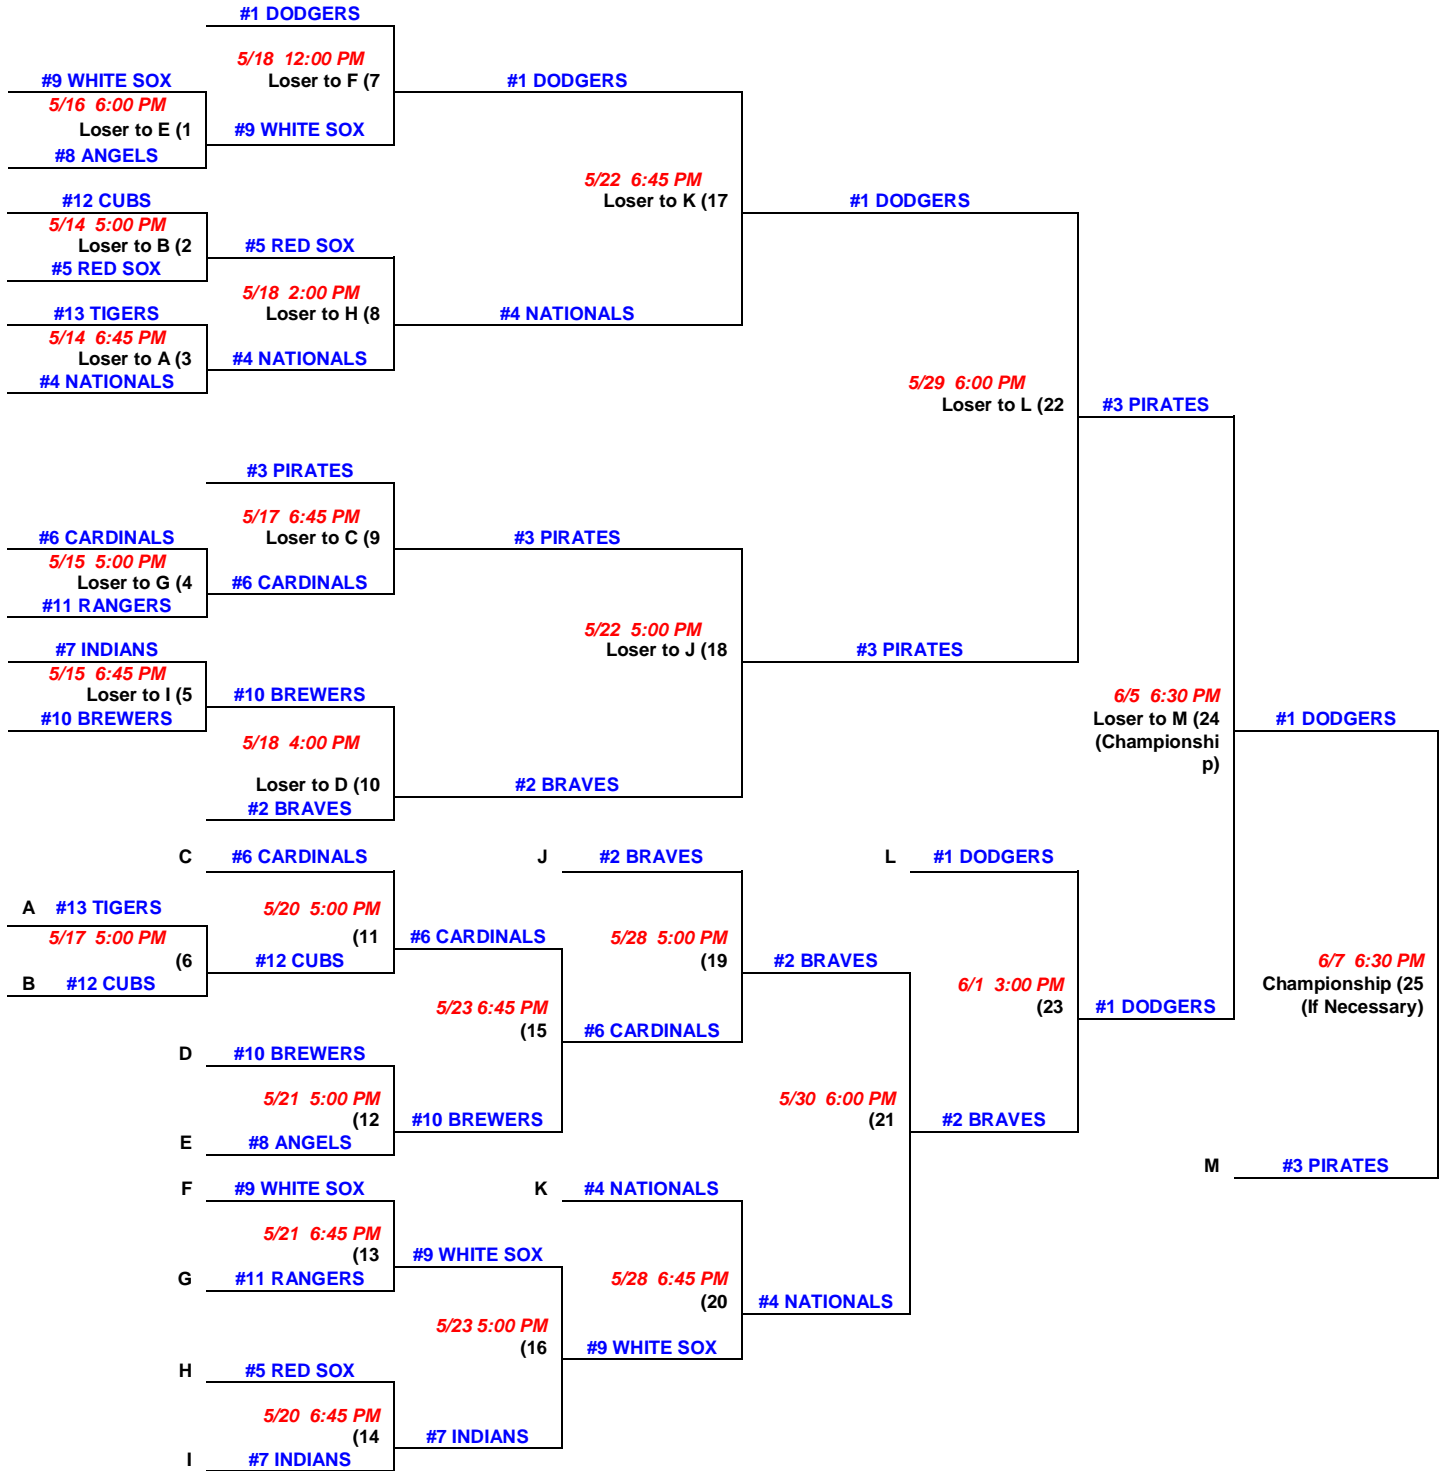 #1 DODGERS
5/18 12:00 PM
Loser to F (7
#9 WHITE SOX
#1 DODGERS
5/16 6:00 PM
Loser to E (1
#9 WHITE SOX
#8 ANGELS
5/22 6:45 PM
Loser to K (17
#12 CUBS
#1 DODGERS
5/14 5:00 PM
Loser to B (2
#5 RED SOX
#5 RED SOX
5/18 2:00 PM
Loser to H (8
#13 TIGERS
#4 NATIONALS
5/14 6:45 PM
Loser to A (3
#4 NATIONALS
#4 NATIONALS
5/29 6:00 PM
Loser to L (22
#3 PIRATES
#3 PIRATES
5/17 6:45 PM
Loser to C (9
#6 CARDINALS
#3 PIRATES
5/15 5:00 PM
Loser to G (4
#6 CARDINALS
#11 RANGERS
5/22 5:00 PM
Loser to J (18
#7 INDIANS
#3 PIRATES
5/15 6:45 PM
Loser to I (5
#10 BREWERS
#10 BREWERS
6/5 6:30 PM
Loser to M (24
(Championshi
p)
#1 DODGERS
5/18 4:00 PM
Loser to D (10
#2 BRAVES
#2 BRAVES
C #6 CARDINALS
J #2 BRAVES
L #1 DODGERS
A #13 TIGERS
5/20 5:00 PM
(11
#6 CARDINALS
5/28 5:00 PM
(19
5/17 5:00 PM
(6
#12 CUBS
#2 BRAVES
B #12 CUBS
6/7 6:30 PM
Championship (25
(If Necessary)
6/1 3:00 PM
(23
#1 DODGERS
5/23 6:45 PM
(15
#6 CARDINALS
D #10 BREWERS
5/21 5:00 PM
(12
#10 BREWERS
5/30 6:00 PM
(21
#2 BRAVES
E #8 ANGELS
M #3 PIRATES
F #9 WHITE SOX
K #4 NATIONALS
5/21 6:45 PM
(13
#9 WHITE SOX
G #11 RANGERS
5/28 6:45 PM
(20
#4 NATIONALS
5/23 5:00 PM
(16
#9 WHITE SOX
H #5 RED SOX
5/20 6:45 PM
(14
#7 INDIANS
I #7 INDIANS